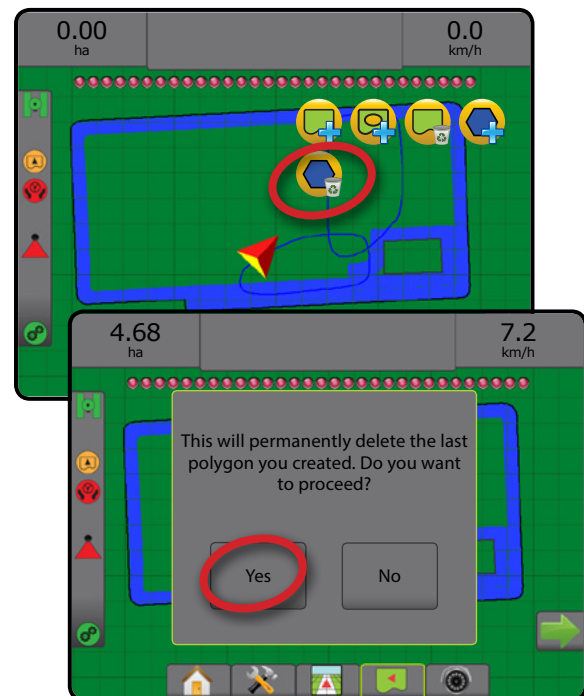 0.00
ha
0.0
km/h
4.68
ha
7.2
km/h
This will permanently delete the last
polygon you created. Do you want
to proceed?
Yes
No